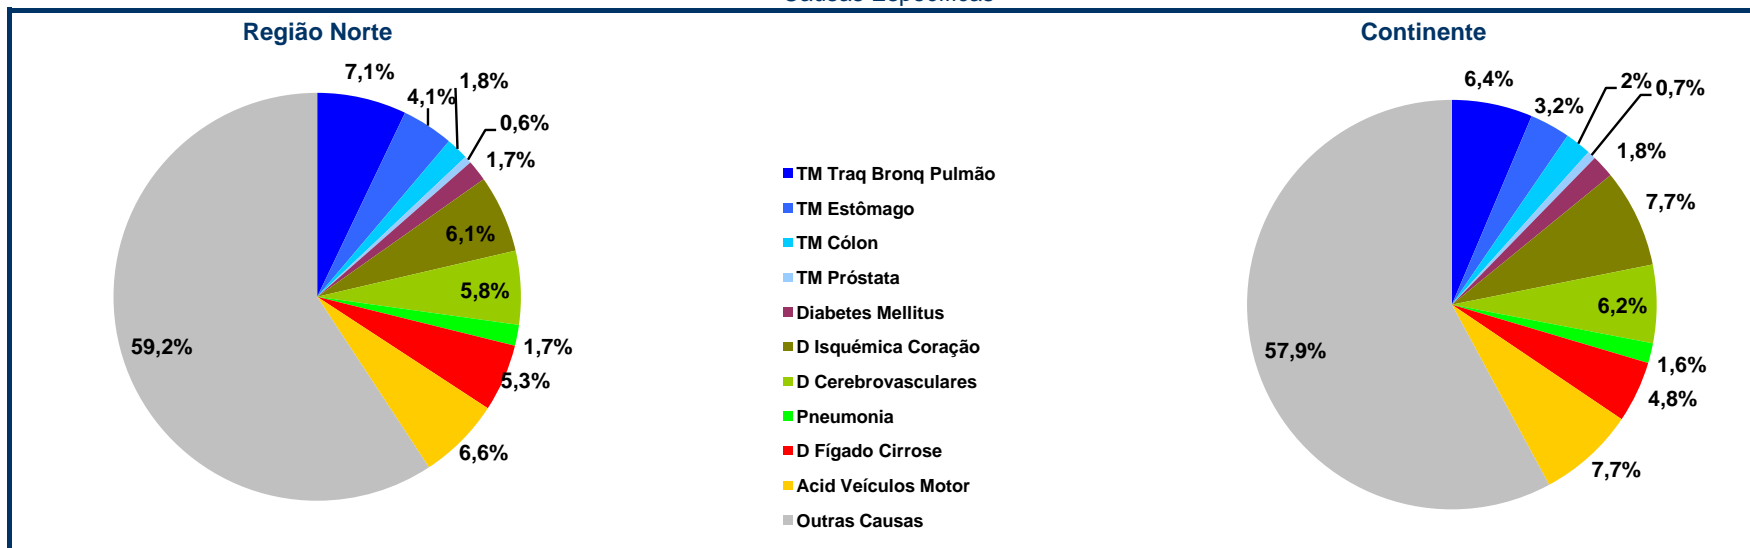 Causas Específicas
Região Norte
7,1%
4,1%
1,8%
0,6%
1,7%
6,1%
5,8%
1,7%
5,3%
6,6%
59,2%
TM Traq Bronq Pulmão
TM Estômago
TM Cólon
TM Próstata
Diabetes Mellitus
D Isquémica Coração
D Cerebrovasculares
Pneumonia
D Fígado Cirrose
Acid Veículos Motor
Outras Causas
Continente
6,4%
3,2%
2%
0,7%
1,8%
7,7%
6,2%
1,6%
4,8%
7,7%
57,9%